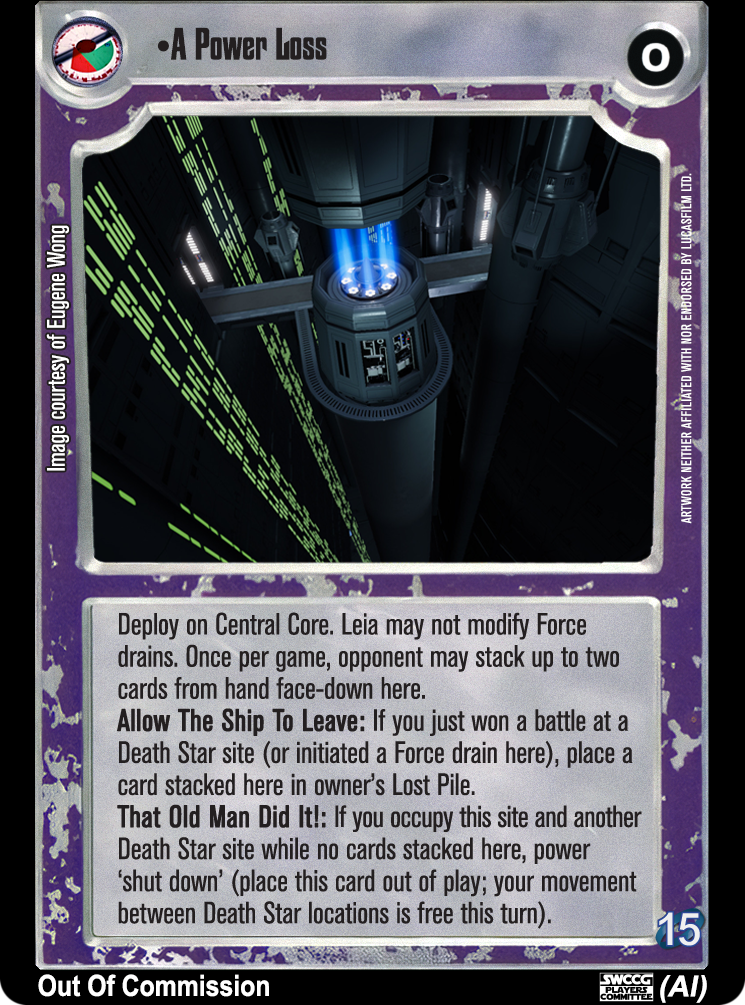 •A Power Loss
O
Image courtesy of Eugene Wong
ARTWORK NEITHER AFFILIATED WITH NOR ENDORSED BY LUCASFILM LTD.
Deploy on Central Core. Leia may not modify Force
drains. Once per game, opponent may stack up to two
cards from hand face-down here.
Allow The Ship To Leave: If you just won a battle at a
Death Star site (or initiated a Force drain here), place a
card stacked here in owner's Lost Pile.
That Old Man Did It!: If you occupy this site and another
Death Star site while no cards stacked here, power
‘shut down’ (place this card out of play; your movement
between Death Star locations is free this turn).
15
Out Of Commission
SWCCG
PLAYERS
COMMITTEE
(AI)